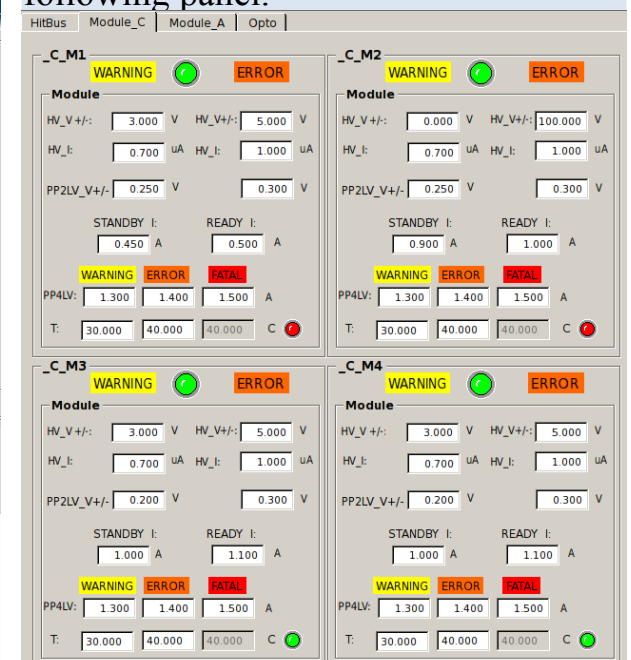 following panel.
HitBus Module_C Module_A Opto
_C_M1
WARNING ERROR
Module
HV_V +/-: 3.000 V HV_V+/-: 5.000 V
HV_I: 0.700 uA HV_I: 1.000 uA
PP2LV_V+/- 0.250 V 0.300 V
STANDBY I: READY I:
0.450 A 0.500 A
WARNING ERROR FATAL
PP4LV: 1.300 1.400 1.500 A
T: 30.000 40.000 40.000 C
_C_M2
WARNING ERROR
Module
HV_V +/-: 0.000 V HV_V+/-: 100.000 V
HV_I: 0.700 uA HV_I: 1.000 uA
PP2LV_V+/- 0.250 V 0.300 V
STANDBY I: READY I:
0.900 A 1.000 A
WARNING ERROR FATAL
PP4LV: 1.300 1.400 1.500 A
T: 30.000 40.000 40.000 C
_C_M3
WARNING ERROR
Module
HV_V +/-: 3.000 V HV_V+/-: 5.000 V
HV_I: 0.700 uA HV_I: 1.000 uA
PP2LV_V+/- 0.200 V 0.300 V
STANDBY I: READY I:
1.000 A 1.100 A
WARNING ERROR FATAL
PP4LV: 1.300 1.400 1.500 A
T: 30.000 40.000 40.000 C
_C_M4
WARNING ERROR
Module
HV_V +/-: 3.000 V HV_V+/-: 5.000 V
HV_I: 0.700 uA HV_I: 1.000 uA
PP2LV_V+/- 0.200 V 0.300 V
STANDBY I: READY I:
1.000 A 1.100 A
WARNING ERROR FATAL
PP4LV: 1.300 1.400 1.500 A
T: 30.000 40.000 40.000 C